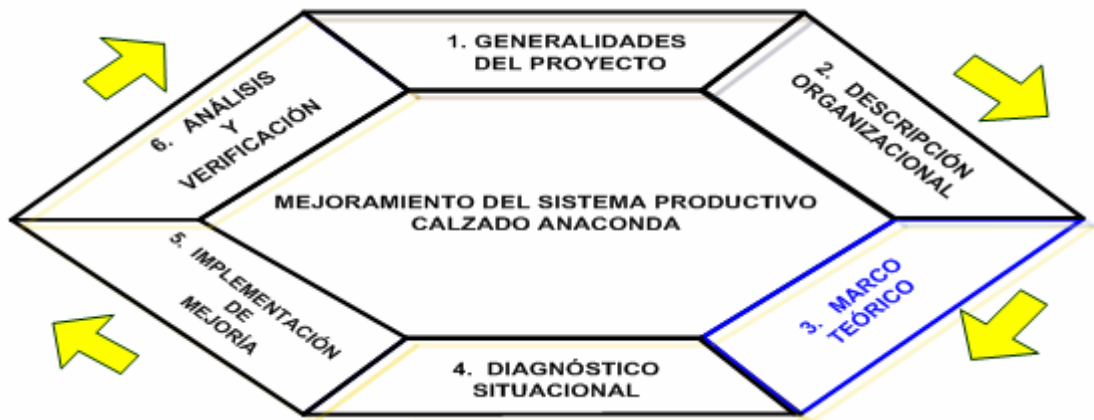 1. GENERALIDADES
DEL PROYECTO
2. DESCRIPCIÓN
ORGANIZACIONAL
3. MARCO
TEÓRICO
4. DIAGNÓSTICO
SITUACIONAL
5. IMPLEMENTACIÓN
DE
MEJORÍA
6. ANÁLISIS
Y
VERIFICACIÓN
MEJORAMIENTO DEL SISTEMA PRODUCTIVO
CALZADO ANACONDA